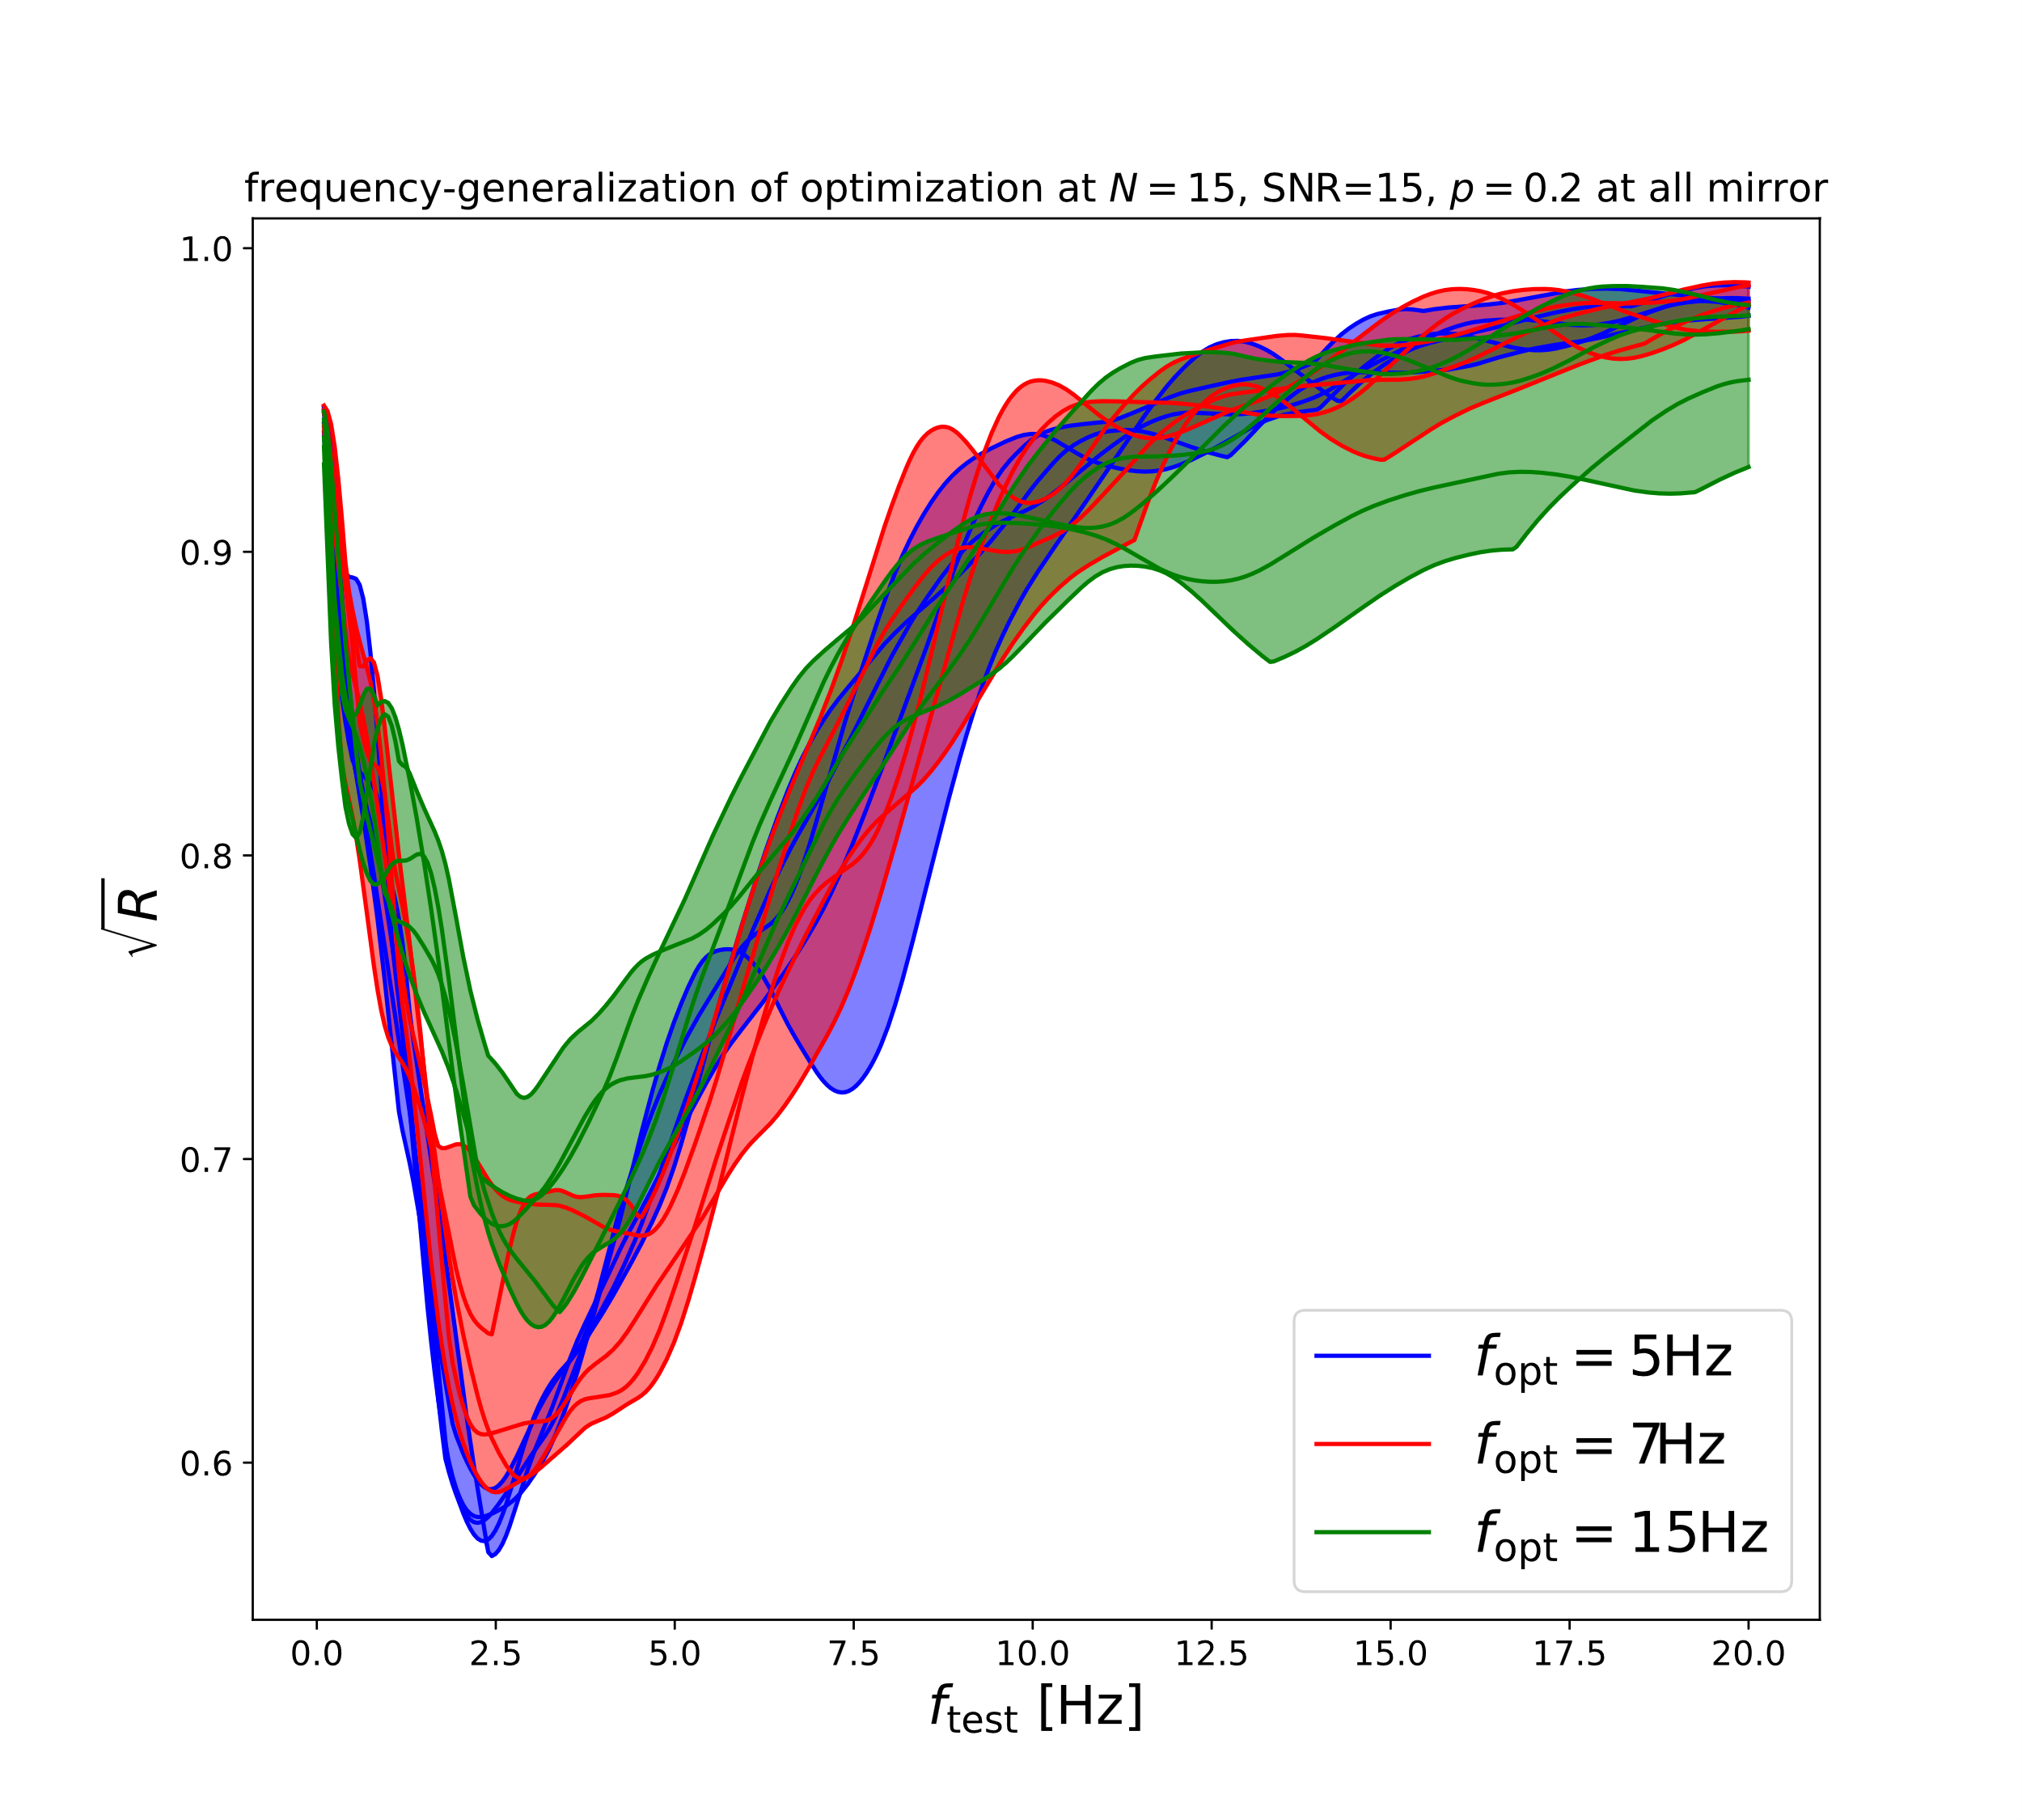 frequency-generalization of optimization at N = 15, SNR=15, p = 0.2 at all mirror
√R
1.0
0.9
0.8
0.7
0.6
0.0 2.5 5.0 7.5 10.0 12.5 15.0 17.5 20.0
f_test [Hz]
f_opt = 5Hz
f_opt = 7Hz
f_opt = 15Hz